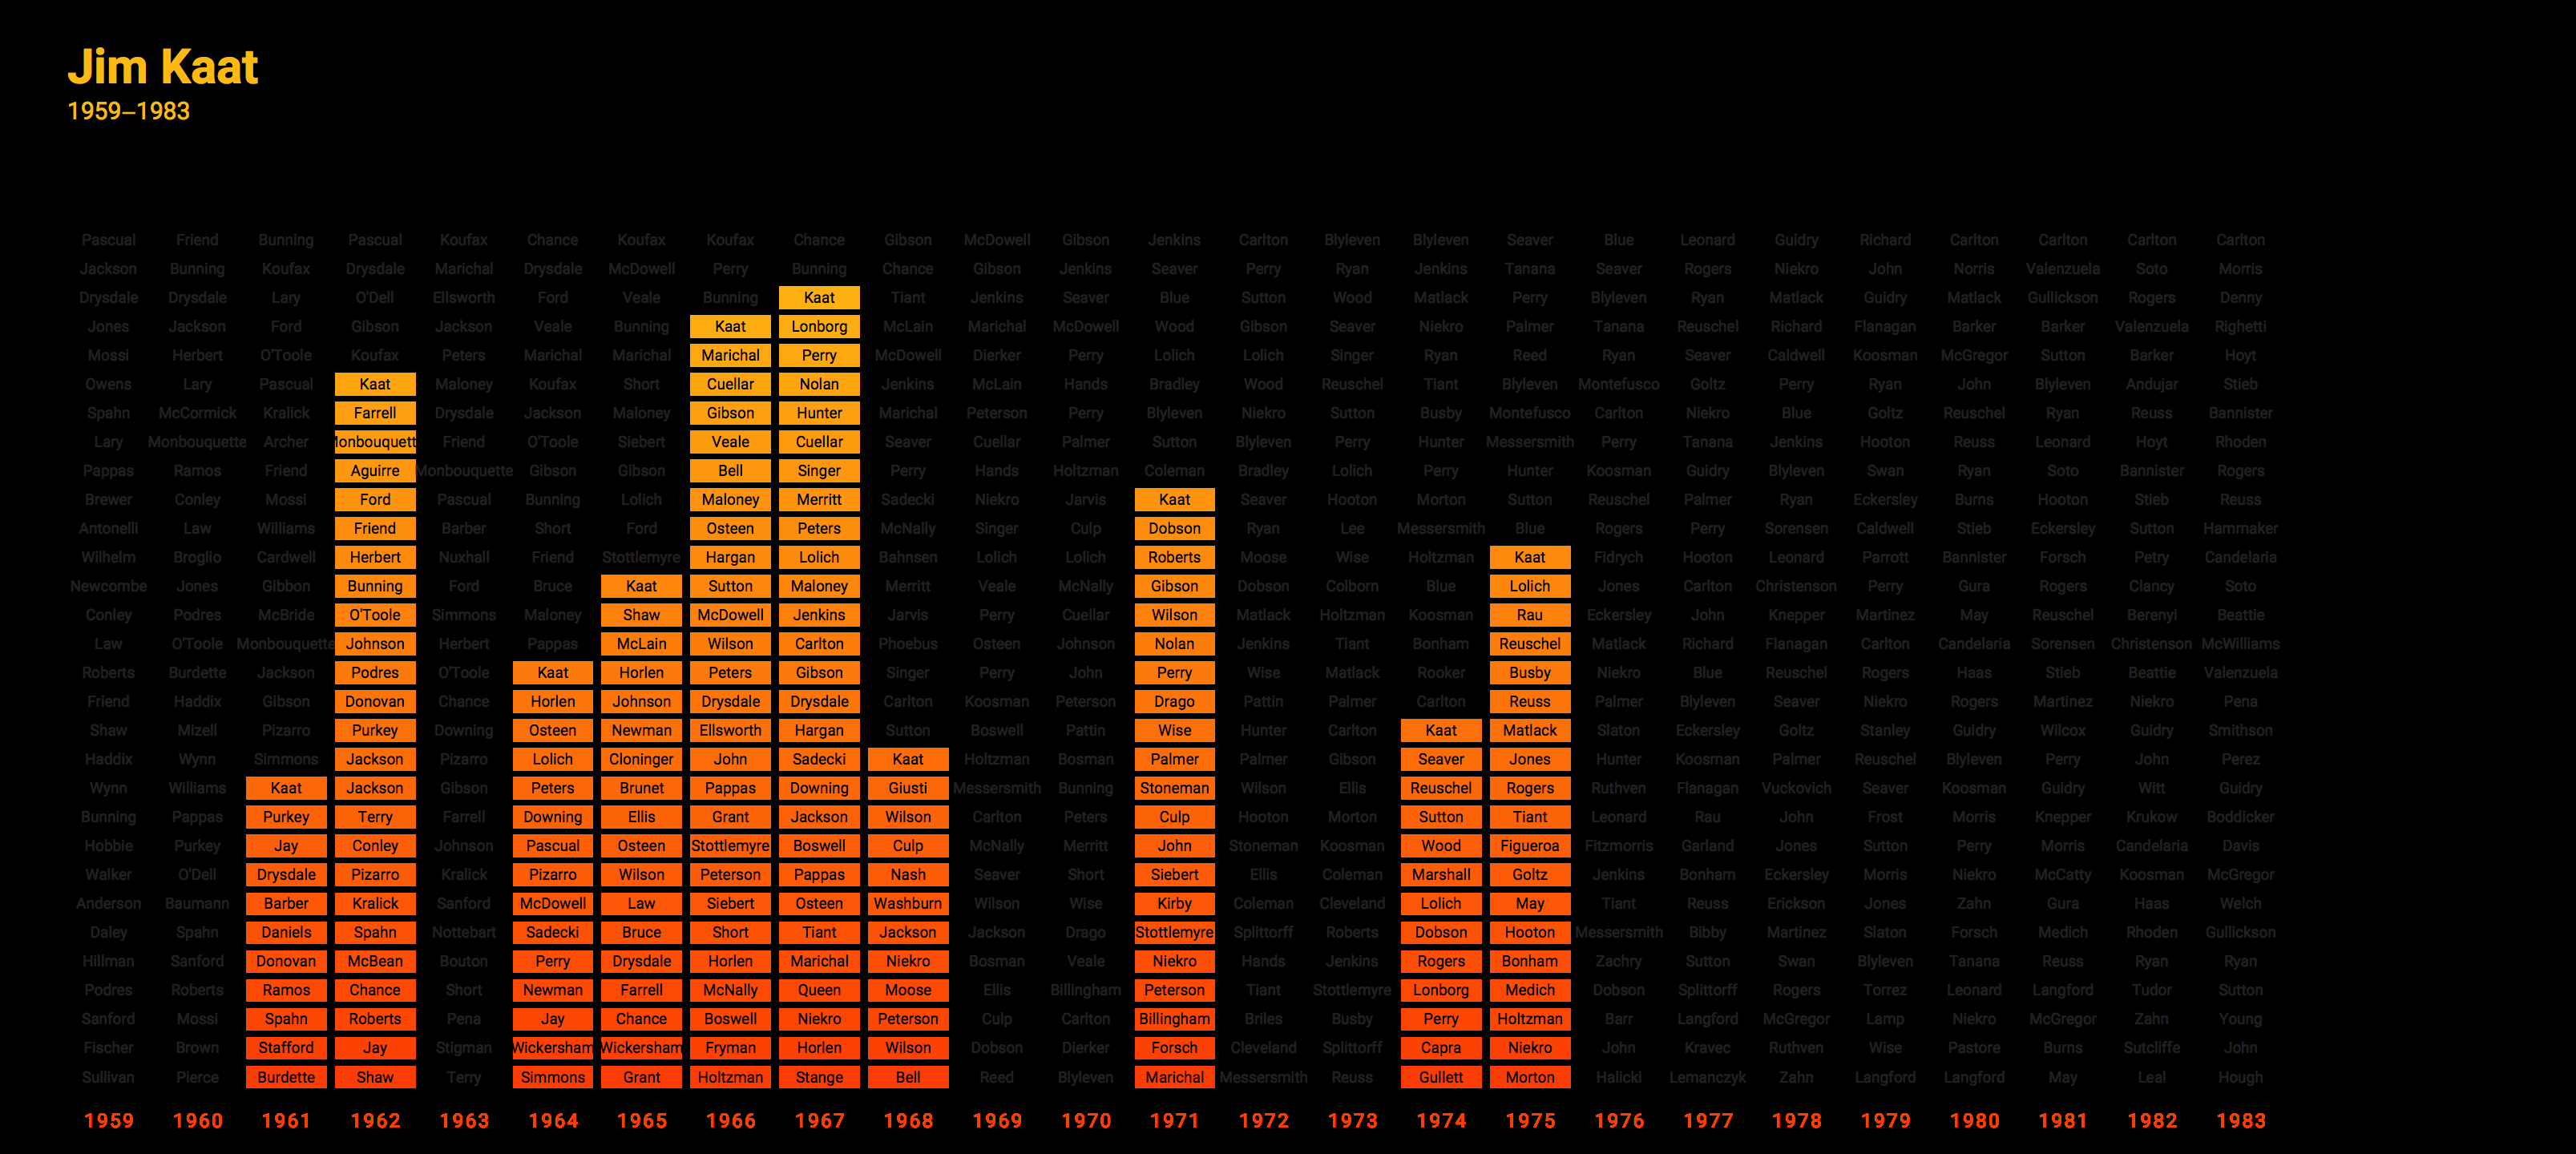 Jim Kaat
1959–1983
Pascual Friend Bunning Pascual Koufax Chance Koufax Koufax Chance Gibson McDowell Gibson Jenkins Carlton Blyleven Blyleven Seaver Blue Leonard Guidry Richard Carlton Carlton Carlton Carlton
Jackson Bunning Koufax Drysdale Marichal Drysdale McDowell Perry Bunning Chance Gibson Jenkins Seaver Perry Ryan Jenkins Tanana Seaver Rogers Niekro John Norris Valenzuela Soto Morris
Drysdale Drysdale Lary O'Dell Ellsworth Ford Veale Bunning Kaat Tiant Jenkins Seaver Blue Sutton Wood Matlack Perry Blyleven Ryan Matlack Guidry Matlack Gullickson Rogers Denny
Jones Jackson Ford Gibson Jackson Veale Bunning Kaat Lonborg McLain Marichal McDowell Wood Gibson Seaver Niekro Palmer Tanana Reuschel Richard Flanagan Barker Barker Valenzuela Righetti
Mossi Herbert O'Toole Koufax Peters Marichal Marichal Marichal Perry McDowell Dierker Perry Lolich Lolich Singer Ryan Reed Ryan Seaver Caldwell Koosman McGregor Sutton Barker Hoyt
Owens Lary Pascual Kaat Maloney Koufax Short Cuellar Nolan Jenkins McLain Hands Bradley Wood Reuschel Tiant Blyleven Montefusco Goltz Perry Ryan John Blyleven Andujar Stieb
Spahn McCormick Kralick Farrell Drysdale Jackson Maloney Gibson Hunter Marichal Peterson Perry Blyleven Niekro Sutton Busby Montefusco Carlton Niekro Blue Goltz Reuschel Ryan Reuss Bannister
Lary Monbouquette Archer Monbouquett Friend O'Toole Siebert Veale Cuellar Seaver Cuellar Palmer Sutton Blyleven Perry Hunter Messersmith Perry Tanana Jenkins Hooton Reuss Leonard Hoyt Rhoden
Pappas Ramos Friend Aguirre Monbouquette Gibson Gibson Bell Singer Perry Hands Holtzman Coleman Bradley Lolich Perry Hunter Koosman Guidry Blyleven Swan Ryan Soto Bannister Rogers
Brewer Conley Mossi Ford Pascual Bunning Lolich Maloney Merritt Sadecki Niekro Jarvis Kaat Seaver Hooton Morton Sutton Reuschel Palmer Ryan Eckersley Burns Hooton Stieb Reuss
Antonelli Law Williams Friend Barber Short Ford Osteen Peters McNally Singer Culp Dobson Ryan Lee Messersmith Blue Rogers Perry Sorensen Caldwell Stieb Eckersley Sutton Hammaker
Wilhelm Broglio Cardwell Herbert Nuxhall Friend Stottlemyre Hargan Lolich Bahnsen Lolich Lolich Roberts Moose Wise Holtzman Kaat Fidrych Hooton Leonard Parrott Bannister Forsch Petry Candelaria
Newcombe Jones Gibbon Bunning Ford Bruce Kaat Sutton Maloney Merritt Veale McNally Gibson Dobson Colborn Blue Lolich Jones Carlton Christenson Perry Gura Rogers Clancy Soto
Conley Podres McBride O'Toole Simmons Maloney Shaw McDowell Jenkins Jarvis Perry Cuellar Wilson Matlack Holtzman Koosman Rau Eckersley John Knepper Martinez May Reuschel Berenyi Beattie
Law O'Toole Monbouquette Johnson Herbert Pappas McLain Wilson Carlton Phoebus Osteen Johnson Nolan Jenkins Tiant Bonham Reuschel Matlack Richard Flanagan Carlton Candelaria Sorensen Christenson McWilliams
Roberts Burdette Jackson Podres O'Toole Kaat Horlen Peters Gibson Singer Perry John Perry Wise Matlack Rooker Busby Niekro Blue Reuschel Rogers Haas Stieb Beattie Valenzuela
Friend Haddix Gibson Donovan Chance Horlen Johnson Drysdale Drysdale Carlton Koosman Peterson Drago Pattin Palmer Carlton Reuss Palmer Blyleven Seaver Niekro Rogers Martinez Niekro Pena
Shaw Mizell Pizarro Purkey Downing Osteen Newman Ellsworth Hargan Sutton Boswell Pattin Wise Hunter Carlton Kaat Matlack Slaton Eckersley Goltz Stanley Guidry Wilcox Guidry Smithson
Haddix Wynn Simmons Jackson Pizarro Lolich Cloninger John Sadecki Kaat Holtzman Bosman Palmer Palmer Gibson Seaver Jones Hunter Koosman Palmer Reuschel Blyleven Perry John Perez
Wynn Williams Kaat Jackson Gibson Peters Brunet Pappas Downing Giusti Messersmith Bunning Stoneman Wilson Ellis Reuschel Rogers Ruthven Flanagan Vuckovich Seaver Koosman Guidry Witt Guidry
Bunning Pappas Purkey Terry Farrell Downing Ellis Grant Jackson Wilson Carlton Peters Culp Hooton Morton Sutton Tiant Leonard Rau John Frost Morris Knepper Krukow Boddicker
Hobbie Purkey Jay Conley Johnson Pascual Osteen Stottlemyre Boswell Culp McNally Merritt John Stoneman Koosman Wood Figueroa Fitzmorris Garland Jones Sutton Perry Morris Candelaria Davis
Walker O'Dell Drysdale Pizarro Kralick Pizarro Wilson Peterson Pappas Nash Seaver Short Siebert Ellis Coleman Marshall Goltz Jenkins Bonham Eckersley Morris Niekro McCatty Koosman McGregor
Anderson Baumann Barber Kralick Sanford McDowell Law Siebert Osteen Washburn Wilson Wise Kirby Coleman Cleveland Lolich May Tiant Reuss Erickson Jones Zahn Gura Haas Welch
Daley Spahn Daniels Spahn Nottebart Sadecki Bruce Short Tiant Jackson Jackson Drago Stottlemyre Splittorff Roberts Dobson Hooton Messersmith Bibby Martinez Slaton Forsch Medich Rhoden Gullickson
Hillman Sanford Donovan McBean Bouton Perry Drysdale Horlen Marichal Niekro Bosman Veale Niekro Hands Jenkins Rogers Bonham Zachry Sutton Swan Blyleven Tanana Reuss Ryan Ryan
Podres Roberts Ramos Chance Short Newman Farrell McNally Queen Moose Ellis Billingham Peterson Tiant Stottlemyre Lonborg Medich Dobson Splittorff Rogers Torrez Leonard Langford Tudor Sutton
Sanford Mossi Spahn Roberts Pena Jay Chance Boswell Niekro Peterson Culp Carlton Billingham Briles Busby Perry Holtzman Barr Langford McGregor Lamp Niekro McGregor Zahn Young
Fischer Brown Stafford Jay Stigman Wickersham Wickersham Fryman Horlen Wilson Dobson Dierker Forsch Cleveland Splittorff Capra Niekro John Kravec Ruthven Wise Pastore Burns Sutcliffe John
Sullivan Pierce Burdette Shaw Terry Simmons Grant Holtzman Stange Bell Reed Blyleven Marichal Messersmith Reuss Gullett Morton Halicki Lemanczyk Zahn Langford Langford May Leal Hough
1959 1960 1961 1962 1963 1964 1965 1966 1967 1968 1969 1970 1971 1972 1973 1974 1975 1976 1977 1978 1979 1980 1981 1982 1983